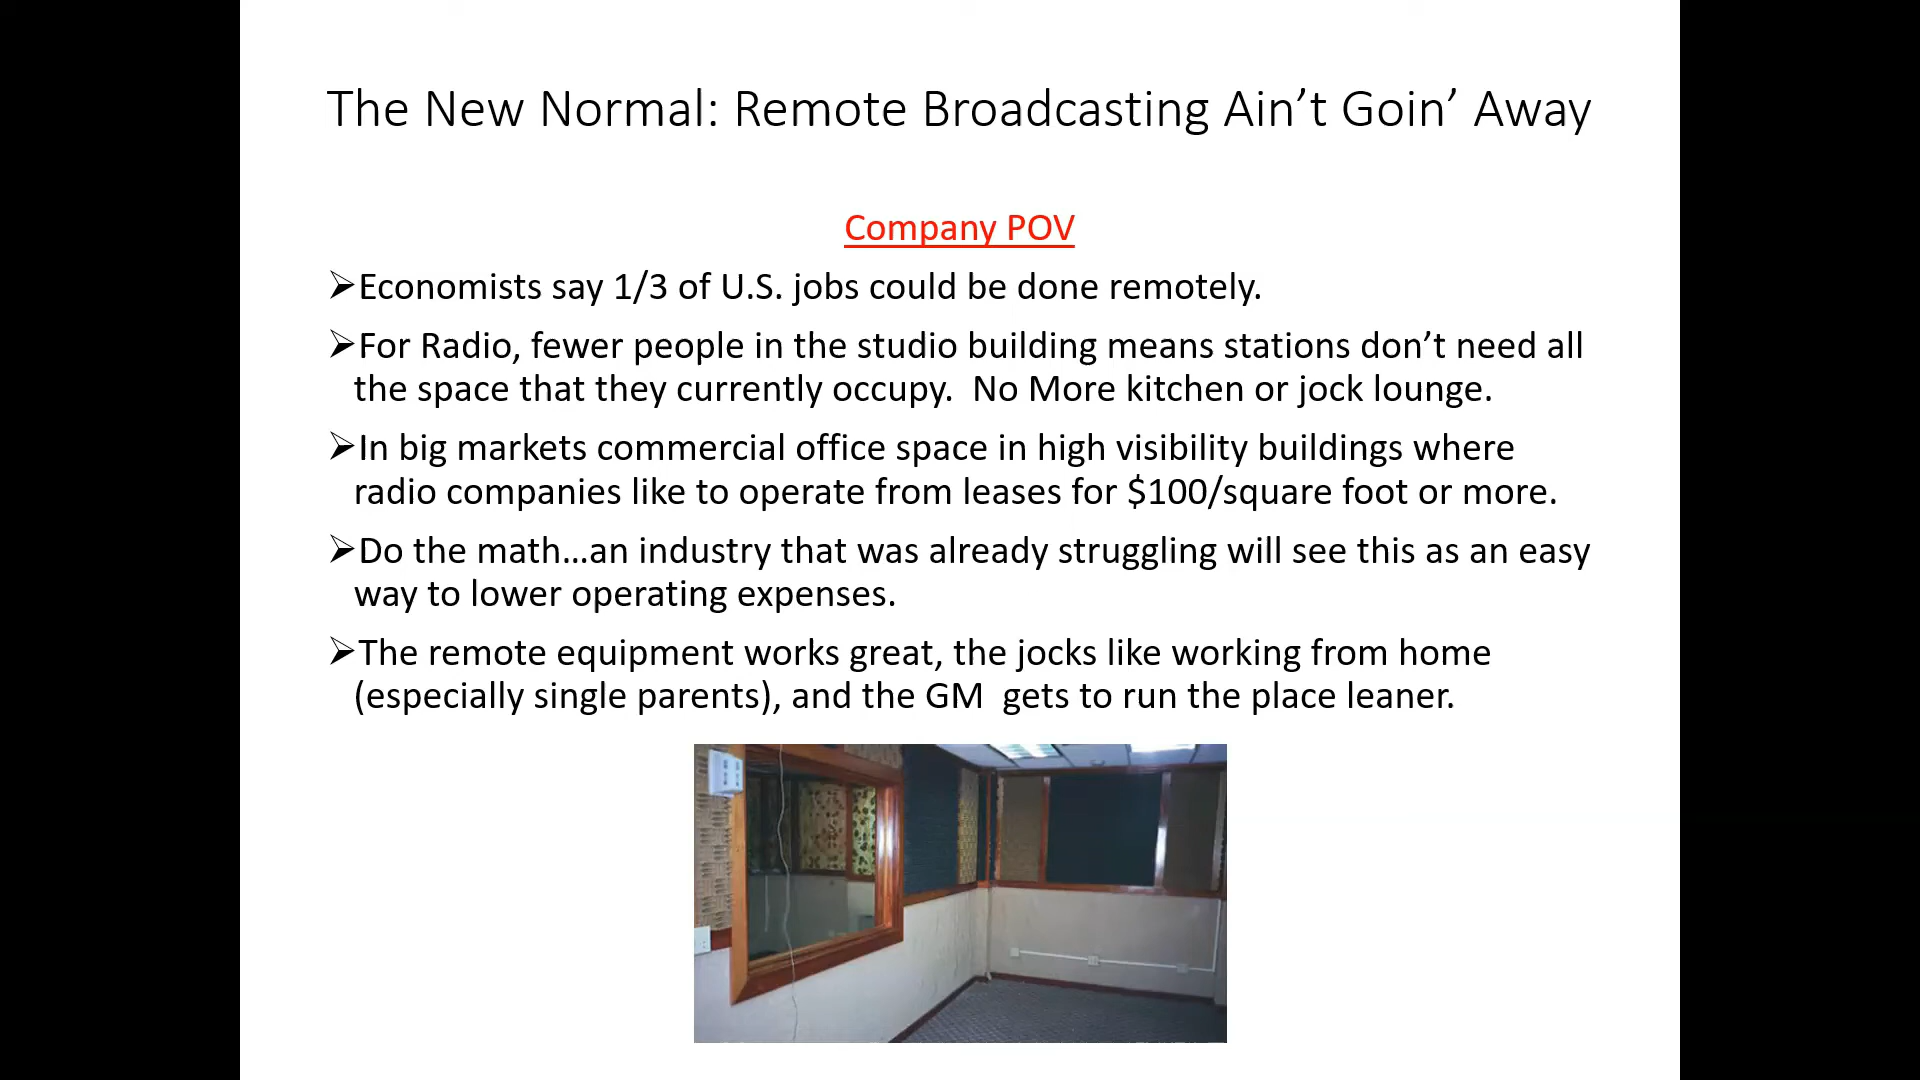 The New Normal: Remote Broadcasting Ain’t Goin’ Away
Company POV
➢Economists say 1/3 of U.S. jobs could be done remotely.
➢For Radio, fewer people in the studio building means stations don’t need all
the space that they currently occupy.  No More kitchen or jock lounge.
➢In big markets commercial office space in high visibility buildings where
radio companies like to operate from leases for $100/square foot or more.
➢Do the math…an industry that was already struggling will see this as an easy
way to lower operating expenses.
➢The remote equipment works great, the jocks like working from home
(especially single parents), and the GM  gets to run the place leaner.